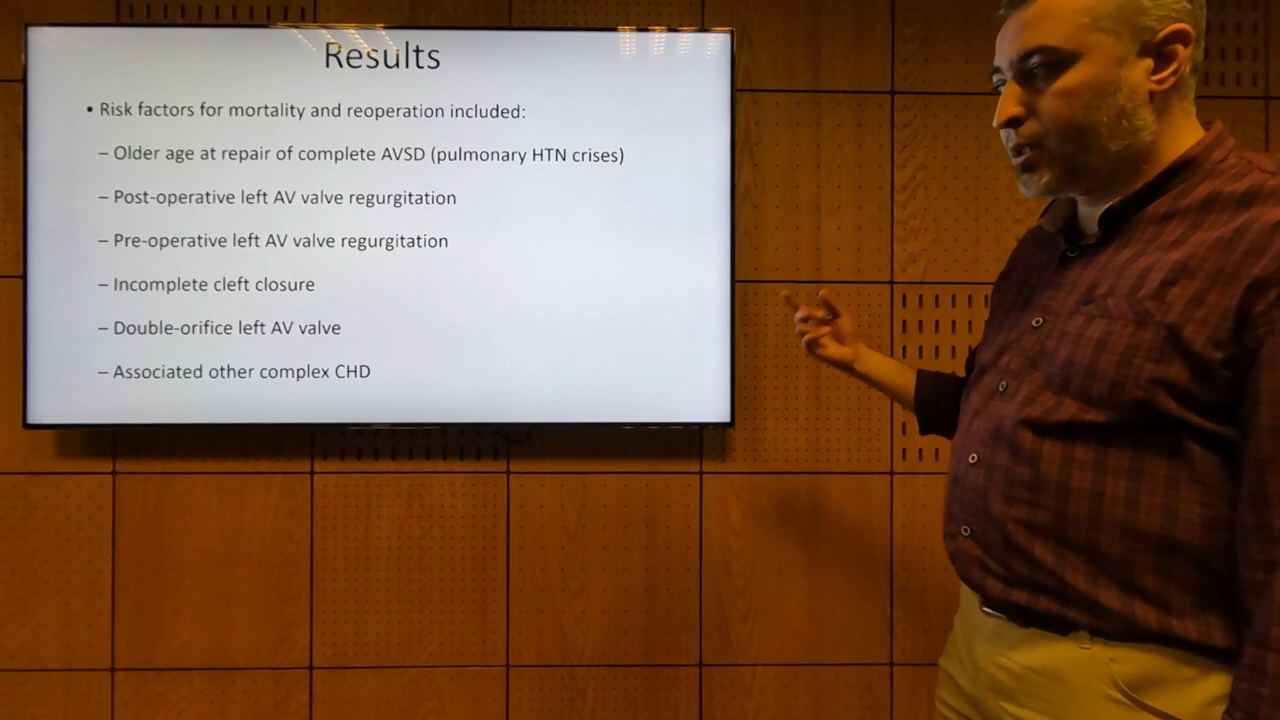 Results
• Risk factors for mortality and reoperation included:
– Older age at repair of complete AVSD (pulmonary HTN crises)
– Post-operative left AV valve regurgitation
– Pre-operative left AV valve regurgitation
– Incomplete cleft closure
– Double-orifice left AV valve
– Associated other complex CHD